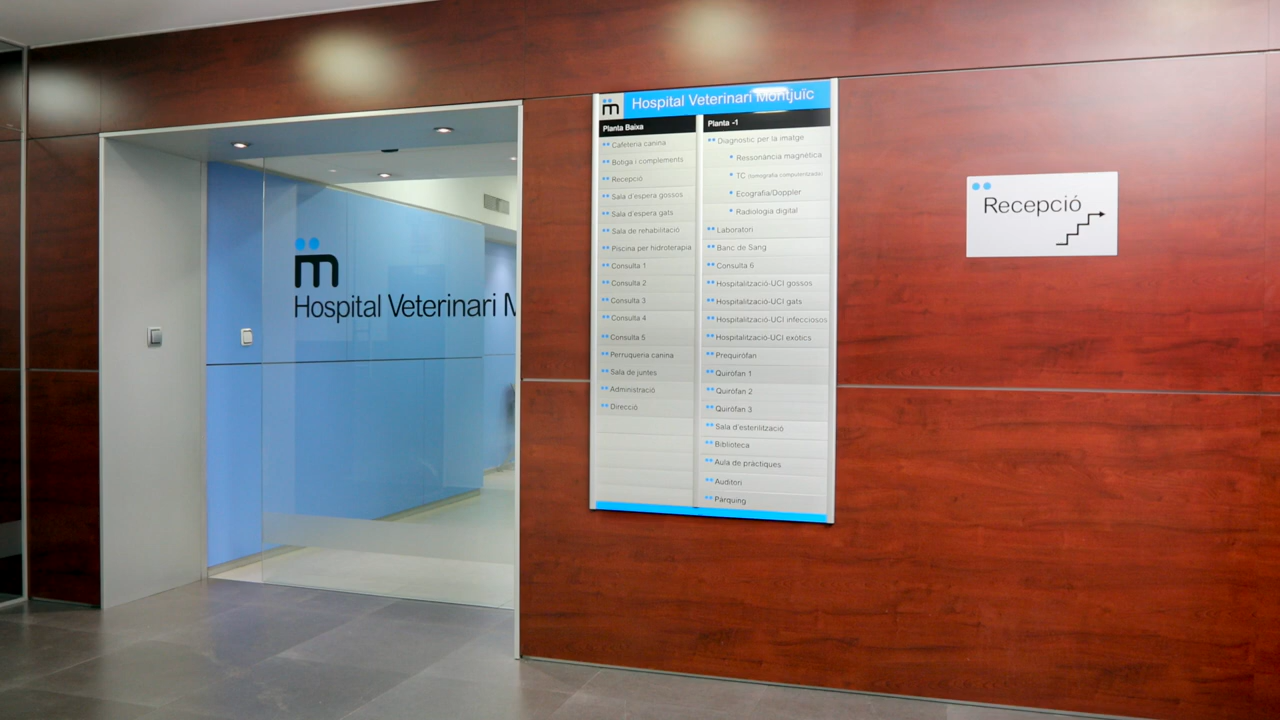 m
Hospital Veterinari M
m Hospital Veterinari Montjuïc
Planta Baixa
Cafeteria canina
Botiga i complements
Recepció
Sala d'espera gossos
Sala d'espera gats
Sala de rehabilitació
Piscina per hidroterapia
Consulta 1
Consulta 2
Consulta 3
Consulta 4
Consulta 5
Perruqueria canina
Sala de juntes
Administració
Direcció
Planta -1
Diagnostic per la imatge
Ressonància magnètica
TC (tomografia computeritzada)
Ecografia/Doppler
Radiologia digital
Laboratori
Banc de Sang
Consulta 6
Hospitalització-UCI gossos
Hospitalització-UCI gats
Hospitalització-UCI infecciosos
Hospitalització-UCI exòtics
Prequiròfan
Quiròfan 1
Quiròfan 2
Quiròfan 3
Sala d'esterilització
Biblioteca
Aula de pràctiques
Auditori
Pàrquing
Recepció